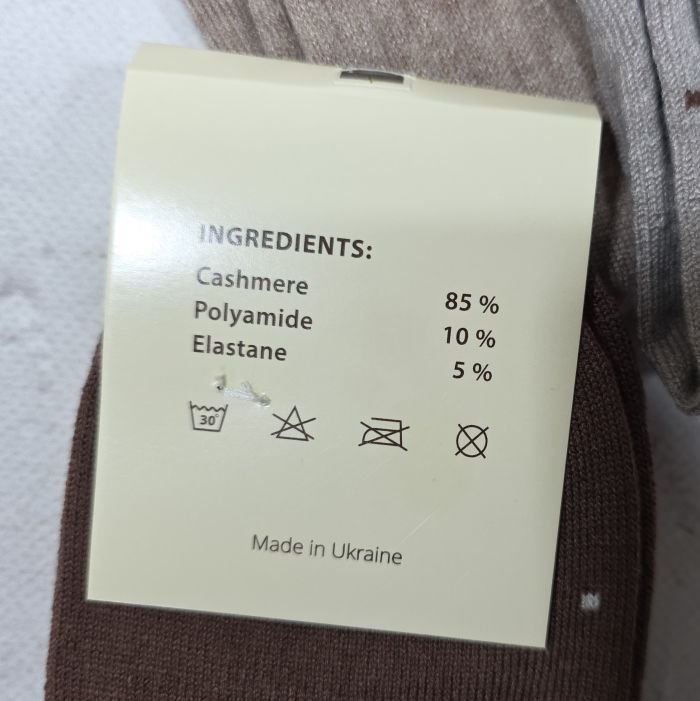 INGREDIENTS:
Cashmere 85 %
Polyamide 10 %
Elastane 5 %
30°
Made in Ukraine